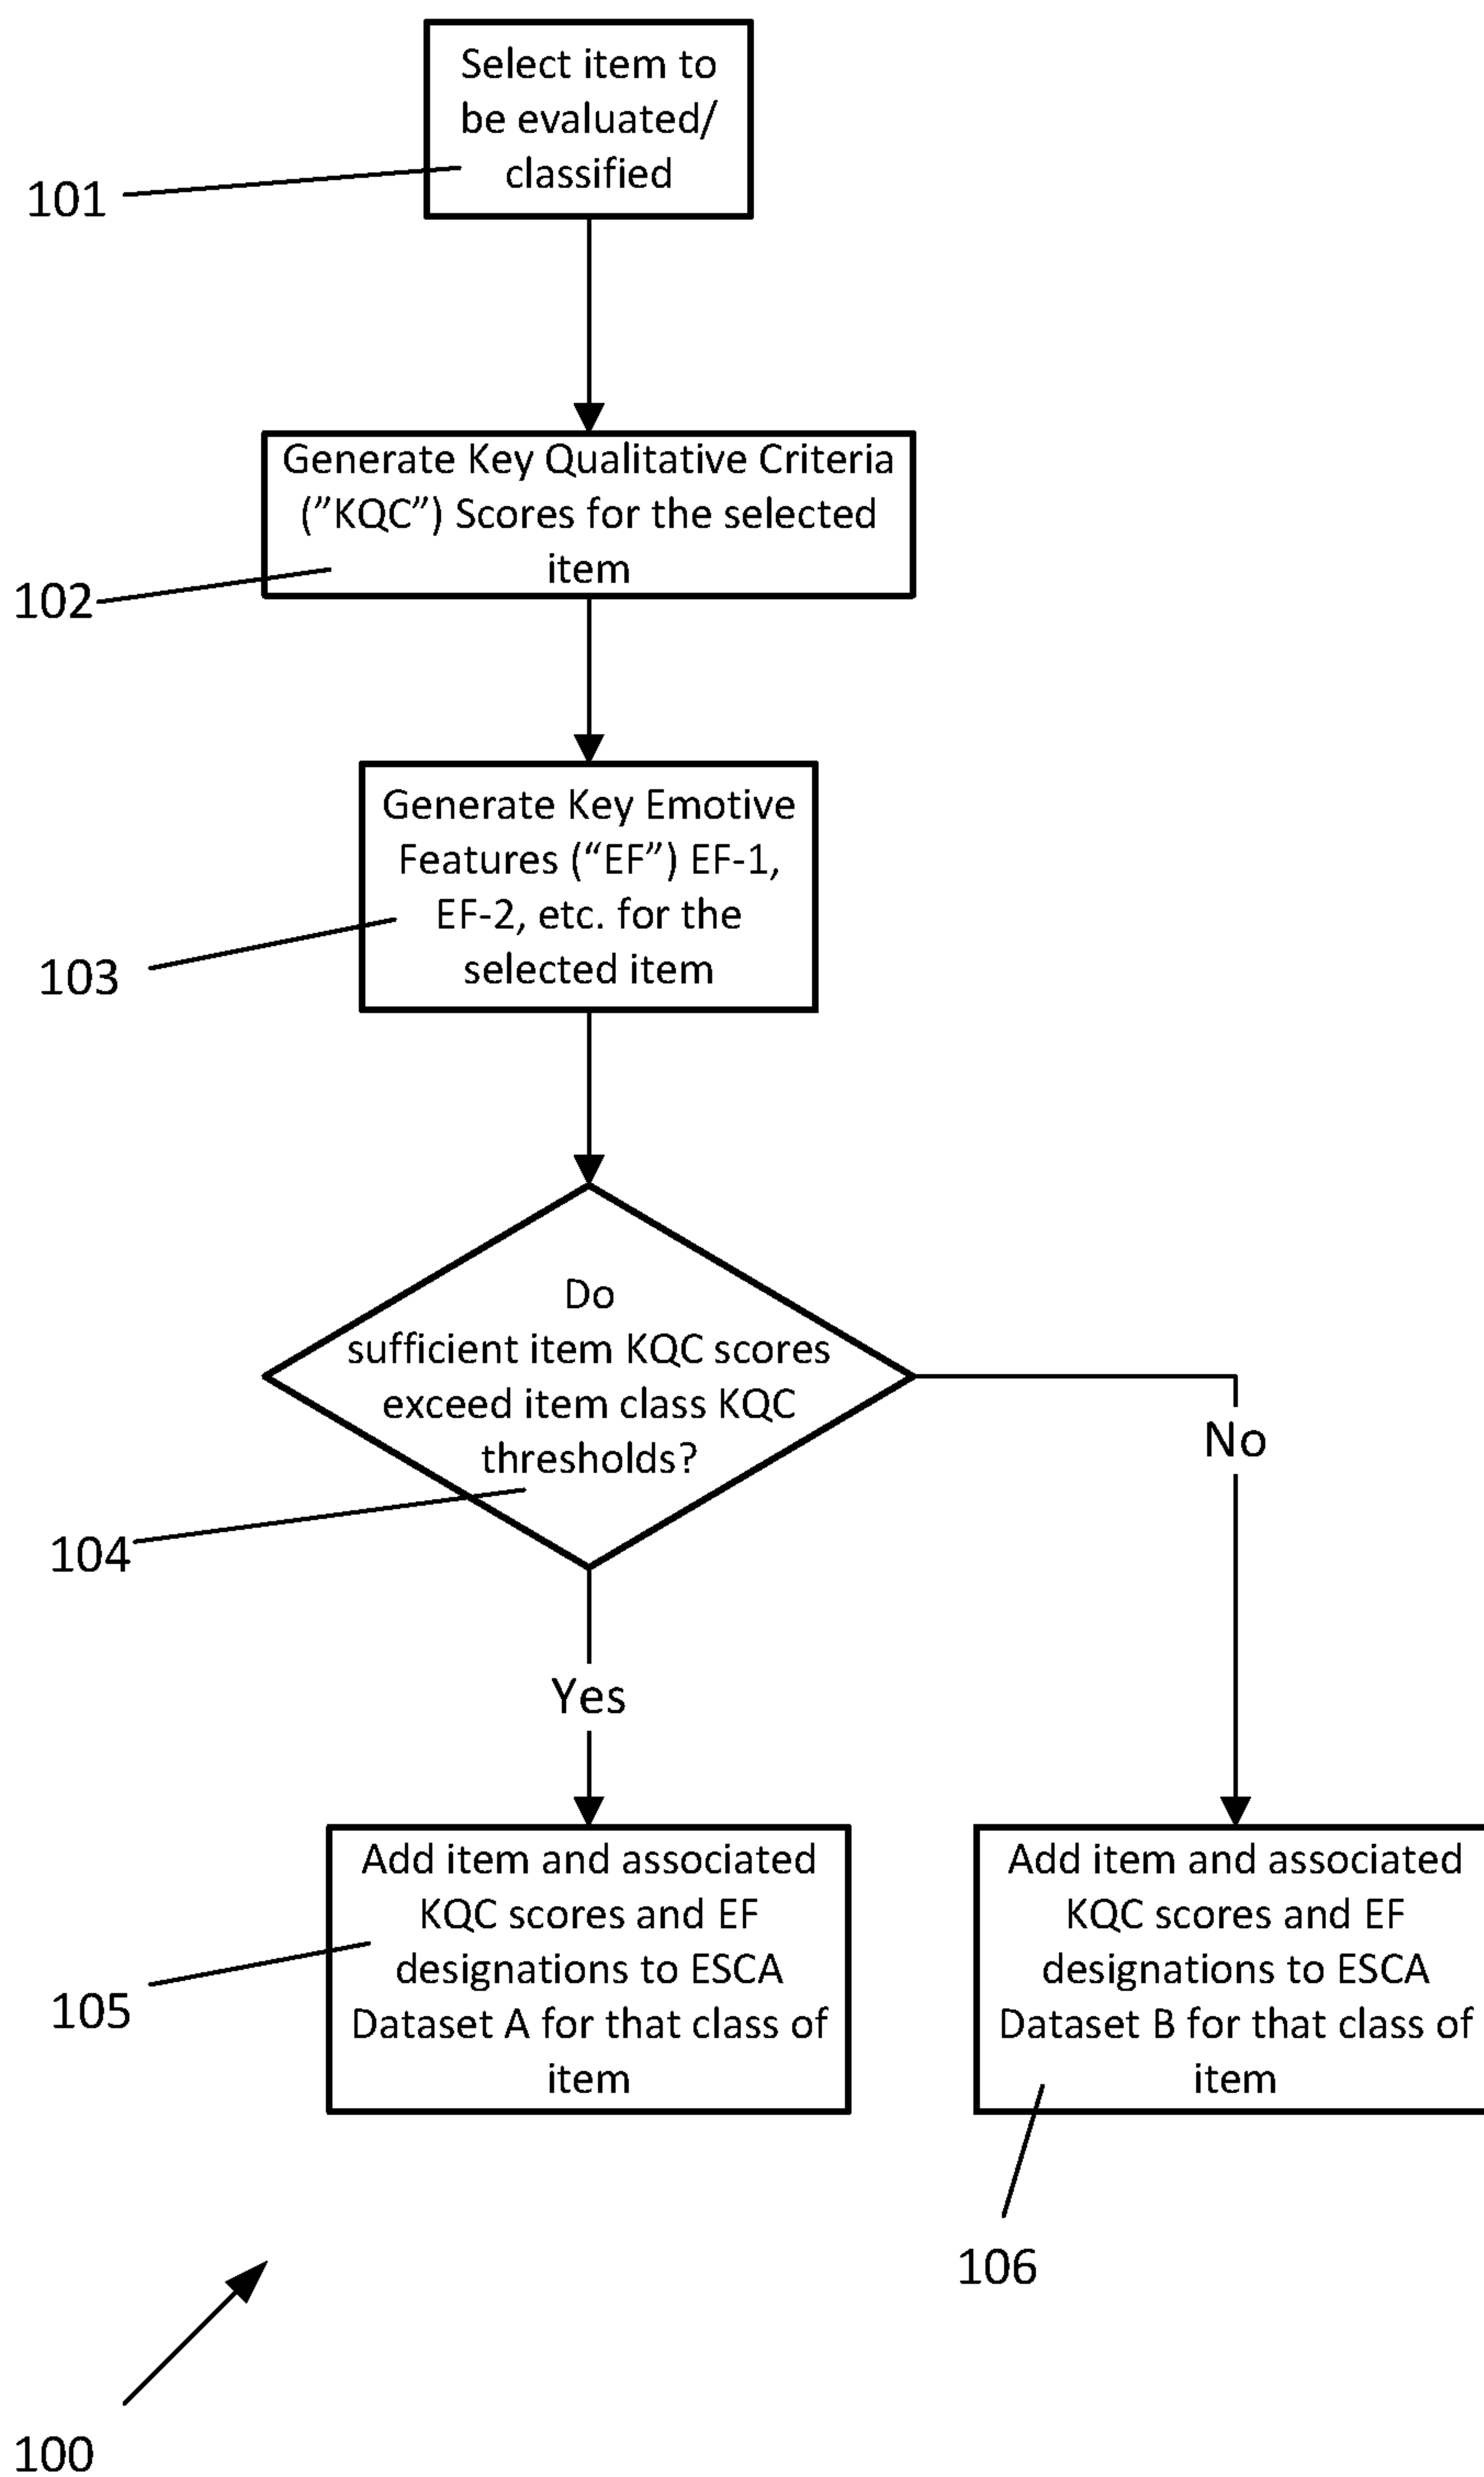 Select item to
be evaluated/
classified
101
Generate Key Qualitative Criteria
(”KQC”) Scores for the selected
item
102
Generate Key Emotive
Features (“EF”) EF-1,
EF-2, etc. for the
selected item
103
Do
sufficient item KQC scores
exceed item class KQC
thresholds?
No
104
Yes
Add item and associated
KQC scores and EF
designations to ESCA
Dataset A for that class of
item
105
Add item and associated
KQC scores and EF
designations to ESCA
Dataset B for that class of
item
106
100